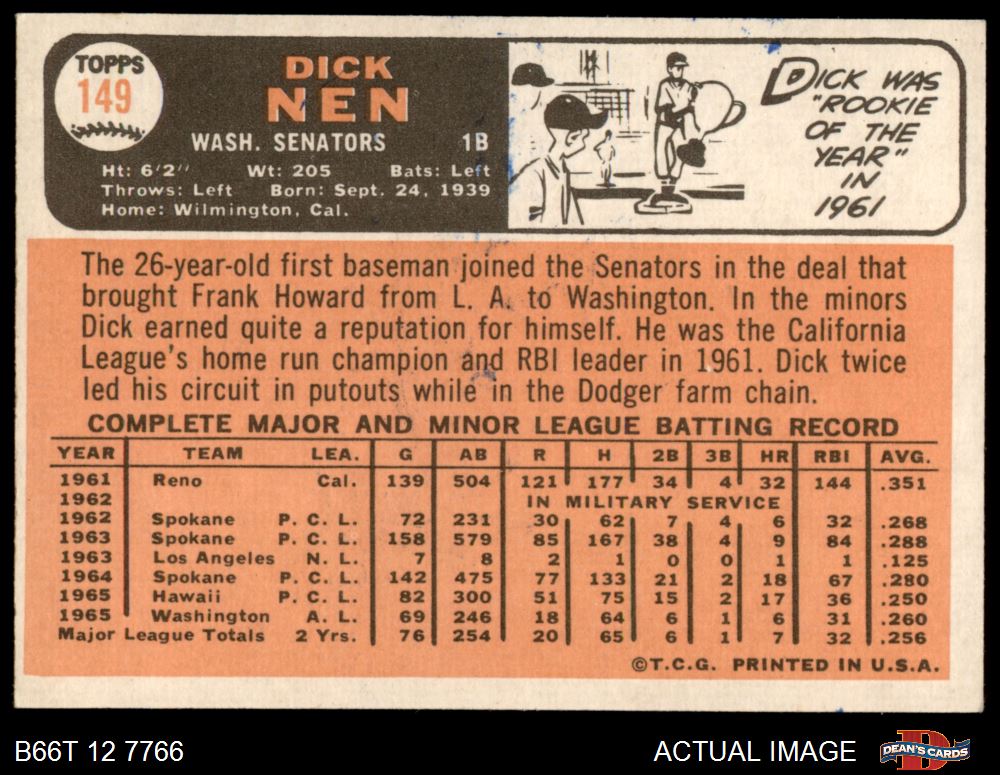 TOPPS
149
DICK
NEN
WASH. SENATORS 1B
Ht: 6'2" Wt: 205 Bats: Left
Throws: Left Born: Sept. 24, 1939
Home: Wilmington, Cal.
DICK WAS
"ROOKIE
OF THE
YEAR"
IN
1961
The 26-year-old first baseman joined the Senators in the deal that
brought Frank Howard from L. A. to Washington. In the minors
Dick earned quite a reputation for himself. He was the California
League's home run champion and RBI leader in 1961. Dick twice
led his circuit in putouts while in the Dodger farm chain.
COMPLETE MAJOR AND MINOR LEAGUE BATTING RECORD
YEAR TEAM LEA. G AB R H 2B 3B HR RBI AVG.
1961 Reno Cal. 139 504 121 177 34 4 32 144 .351
1962 IN MILITARY SERVICE
1962 Spokane P. C. L. 72 231 30 62 7 4 6 32 .268
1963 Spokane P. C. L. 158 579 85 167 38 4 9 84 .288
1963 Los Angeles N. L. 7 8 2 1 0 0 1 1 .125
1964 Spokane P. C. L. 142 475 77 133 21 2 18 67 .280
1965 Hawaii P. C. L. 82 300 51 75 15 2 17 36 .250
1965 Washington A. L. 69 246 18 64 6 1 6 31 .260
Major League Totals 2 Yrs. 76 254 20 65 6 1 7 32 .256
©T.C.G. PRINTED IN U.S.A.
B66T 12 7766 ACTUAL IMAGE D DEAN'S CARDS